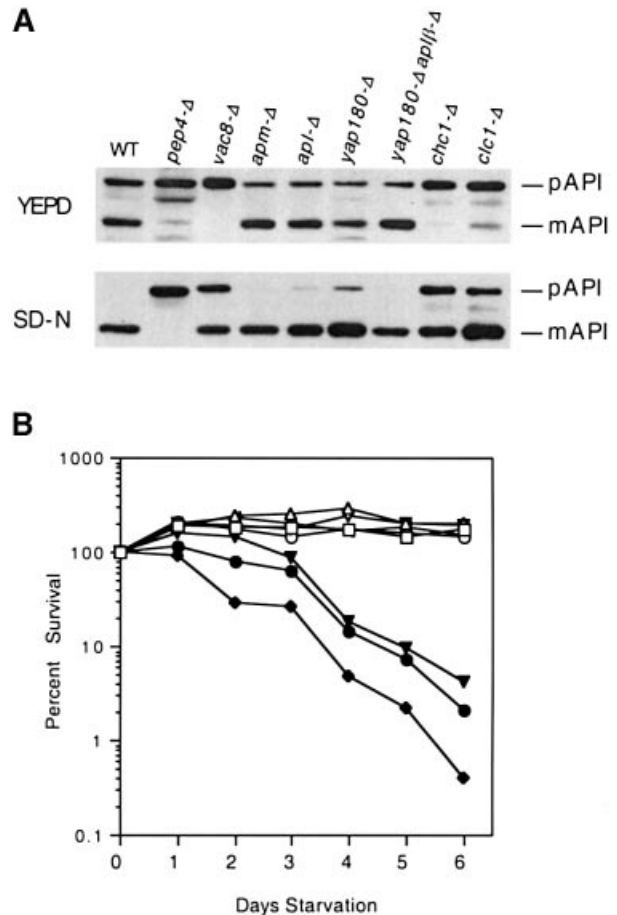 A
WT
pep4-Δ
vac8-Δ
apm-Δ
apl-Δ
yap180-Δ
yap180-Δaplβ-Δ
chc1-Δ
clc1-Δ
YEPD
pAPI
mAPI
SD-N
pAPI
mAPI
B
Percent Survival
1000
100
10
1
0.1
0 1 2 3 4 5 6
Days Starvation